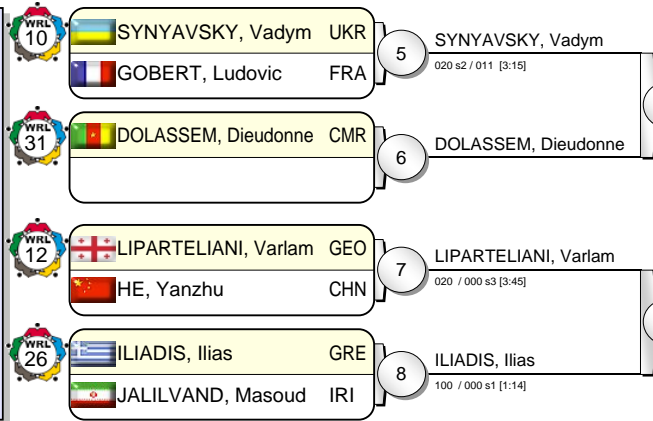 WRL
10
SYNYAVSKY, Vadym UKR
GOBERT, Ludovic FRA
5
SYNYAVSKY, Vadym
020 s2 / 011 [3:15]
WRL
31
DOLASSEM, Dieudonne CMR
6
DOLASSEM, Dieudonne
WRL
12
LIPARTELIANI, Varlam GEO
HE, Yanzhu CHN
7
LIPARTELIANI, Varlam
020 / 000 s3 [3:45]
WRL
26
ILIADIS, Ilias GRE
JALILVAND, Masoud IRI
8
ILIADIS, Ilias
100 / 000 s1 [1:14]